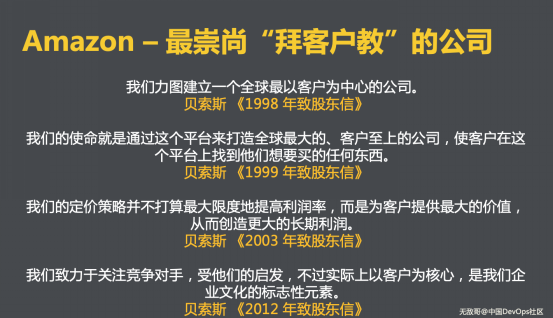 Amazon – 最崇尚“拜客户教”的公司
我们力图建立一个全球最以客户为中心的公司。
贝索斯 《1998 年致股东信》
我们的使命就是通过这个平台来打造全球最大的、客户至上的公司，使客户在这
个平台上找到他们想要买的任何东西。
贝索斯 《1999 年致股东信》
我们的定价策略并不打算最大限度地提高利润率，而是为客户提供最大的价值，
从而创造更大的长期利润。
贝索斯 《2003 年致股东信》
我们致力于关注竞争对手，受他们的启发，不过实际上以客户为核心，是我们企
业文化的标志性元素。
贝索斯 《2012 年致股东信》
无敌哥@中国DevOps社区